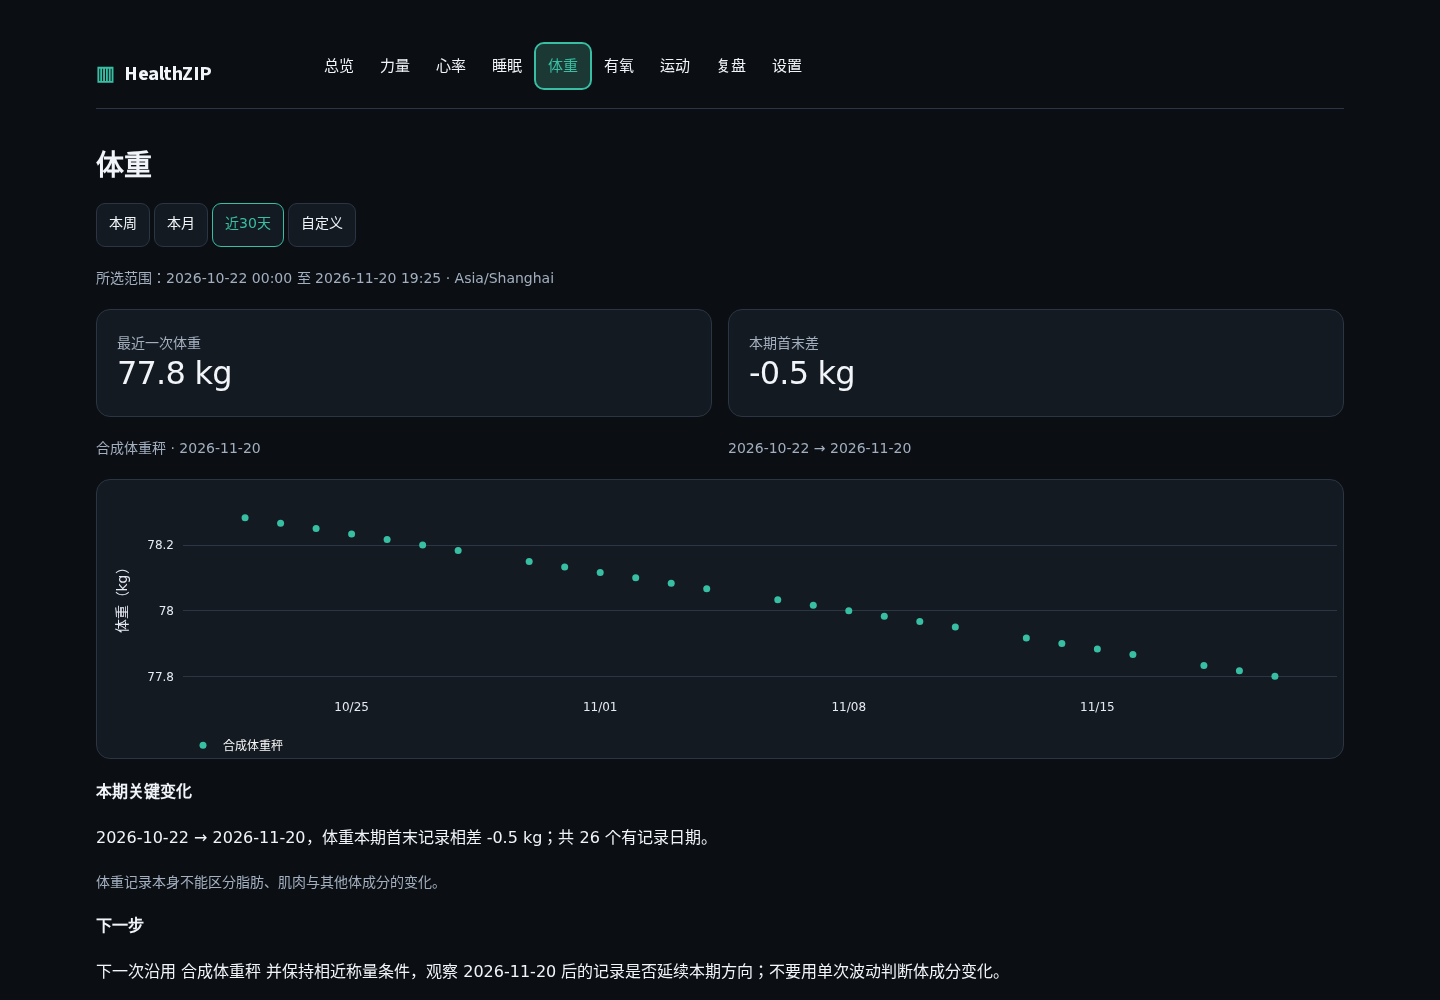 HealthZIP
总览 力量 心率 睡眠 体重 有氧 运动 复盘 设置
体重
本周 本月 近30天 自定义
所选范围：2026-10-22 00:00 至 2026-11-20 19:25 · Asia/Shanghai
最近一次体重
77.8 kg
本期首末差
-0.5 kg
合成体重秤 · 2026-11-20
2026-10-22 → 2026-11-20
体重（kg）
78.2
78
77.8
10/25 11/01 11/08 11/15
合成体重秤
本期关键变化
2026-10-22 → 2026-11-20，体重本期首末记录相差 -0.5 kg；共 26 个有记录日期。
体重记录本身不能区分脂肪、肌肉与其他体成分的变化。
下一步
下一次沿用 合成体重秤 并保持相近称量条件，观察 2026-11-20 后的记录是否延续本期方向；不要用单次波动判断体成分变化。